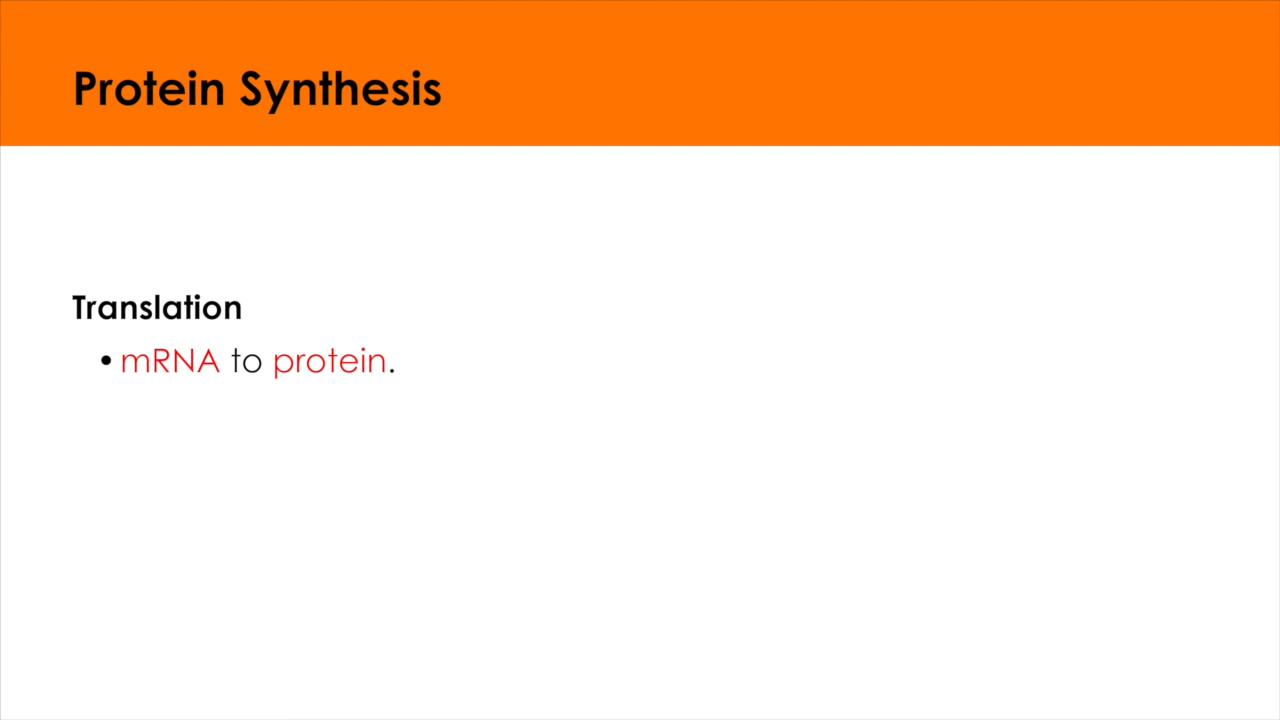 Protein Synthesis
Translation
• mRNA to protein.